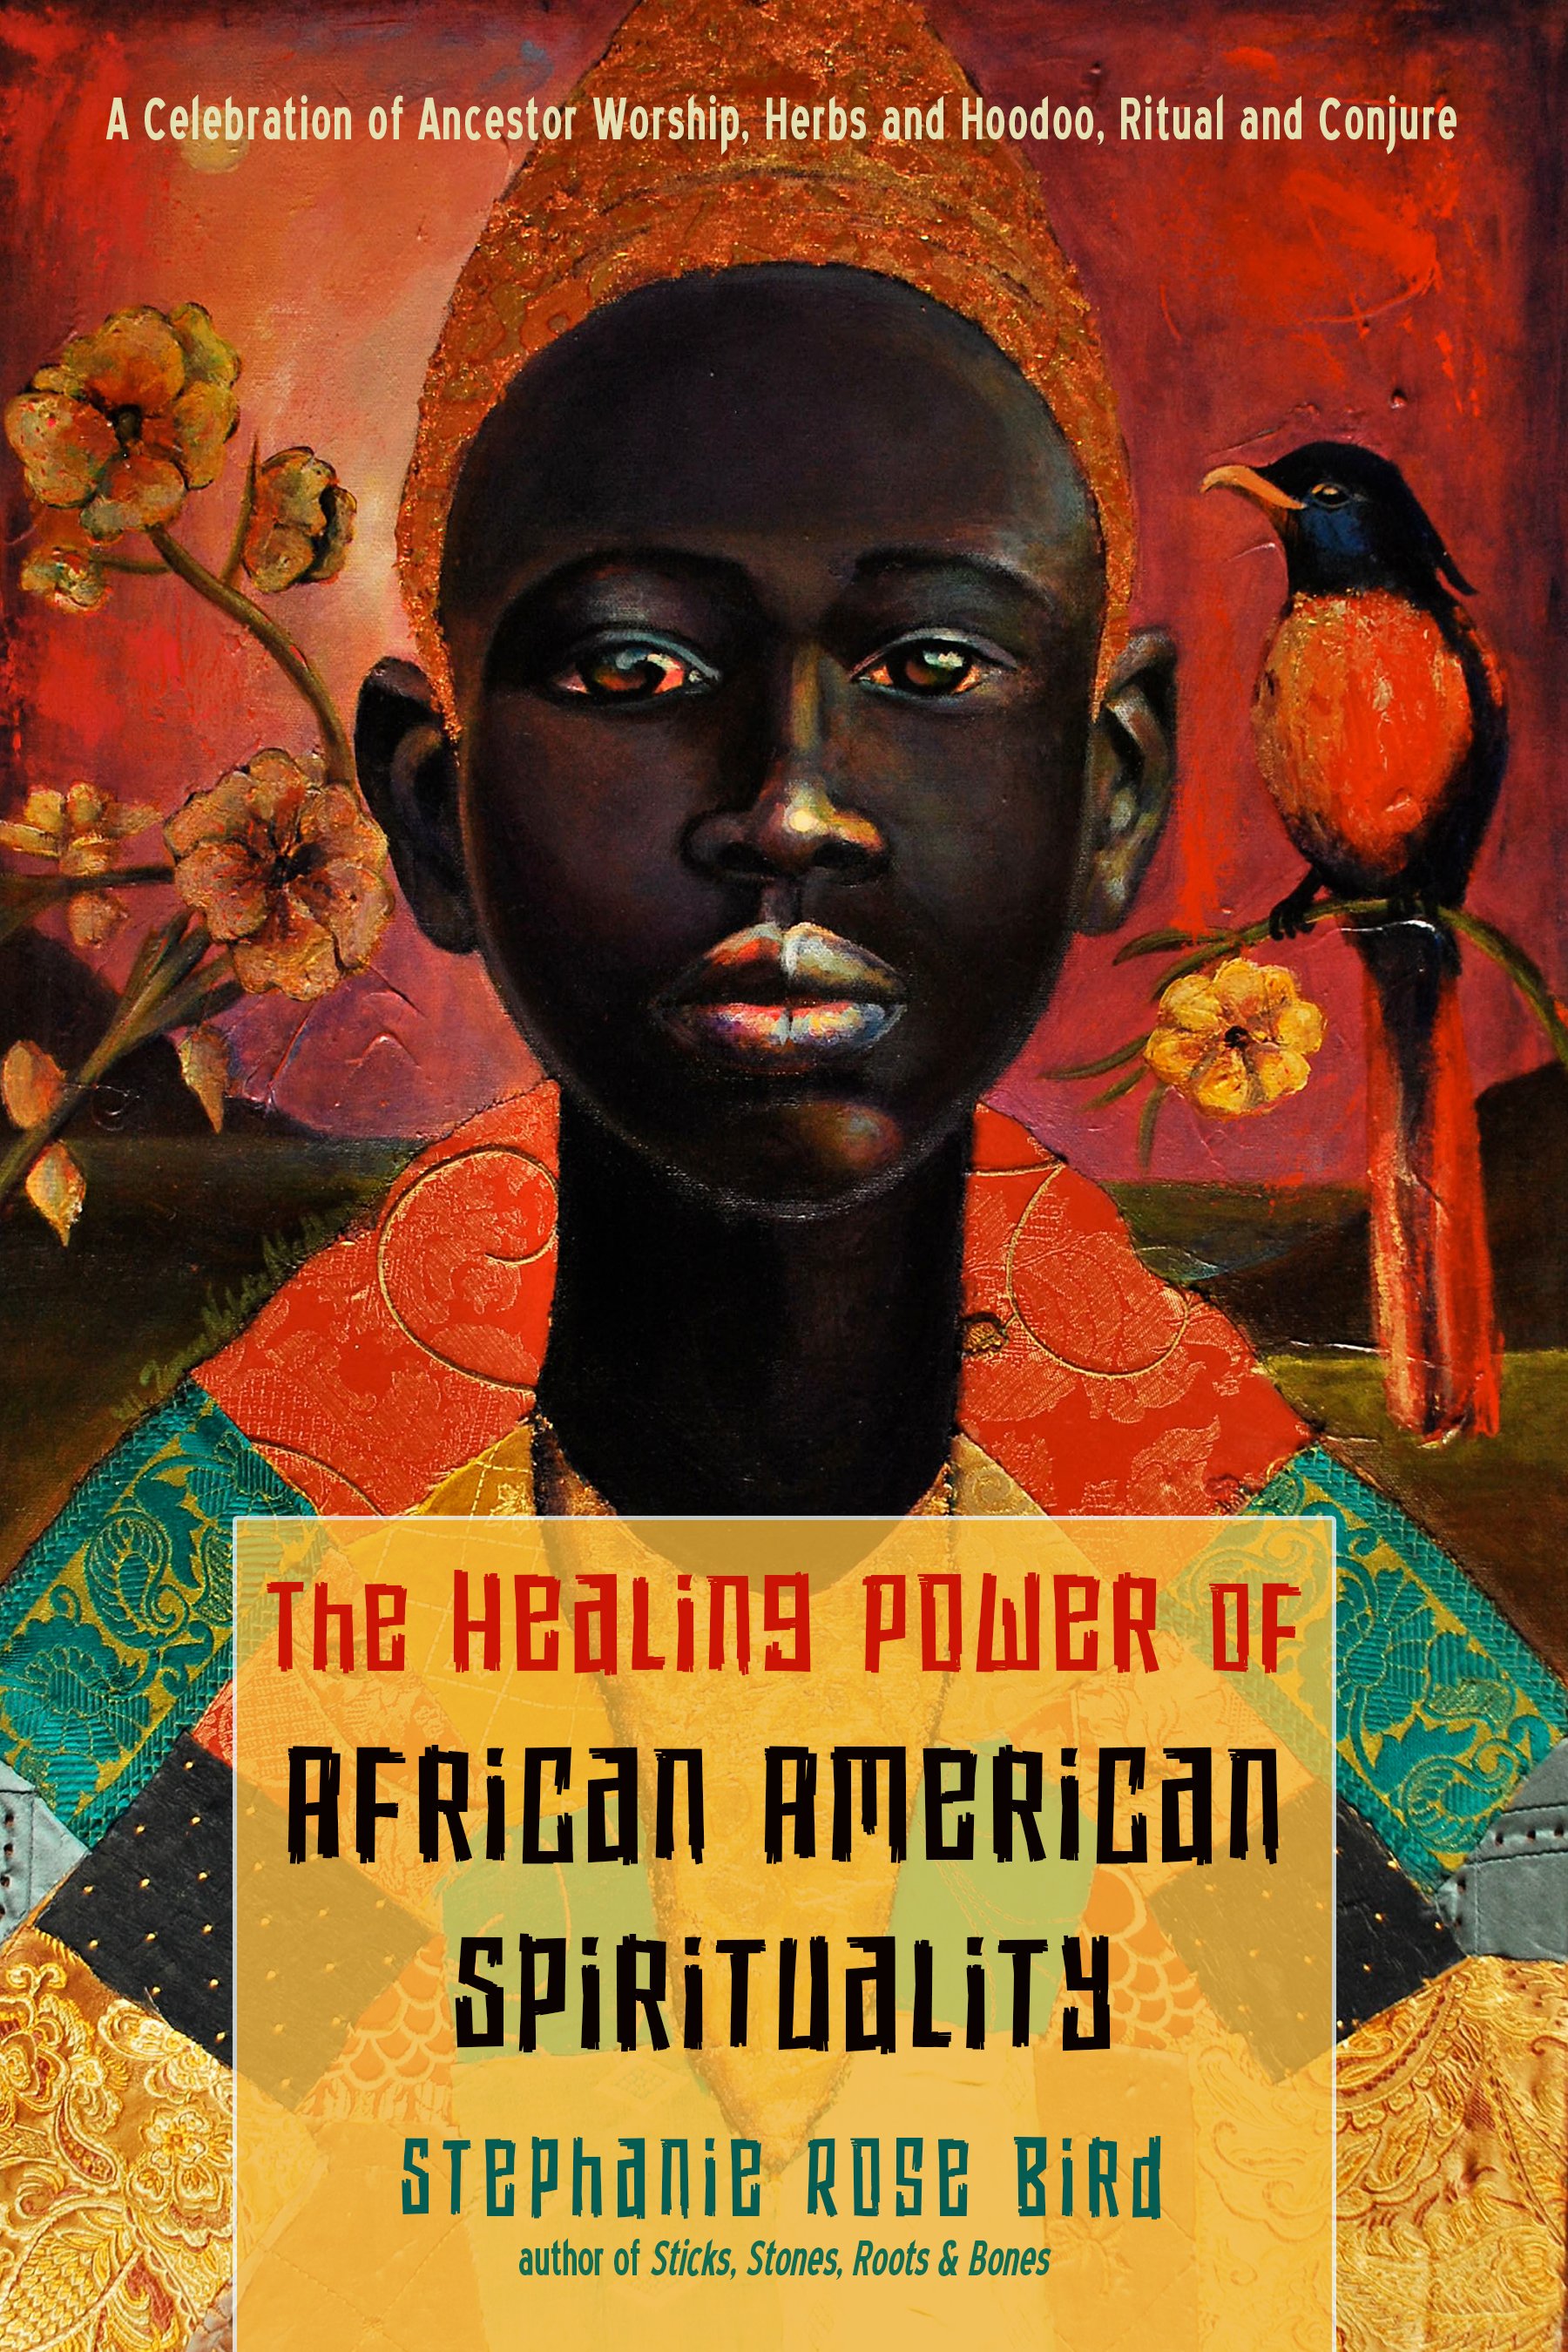 A Celebration of Ancestor Worship, Herbs and Hoodoo, Ritual and Conjure
The Healing Power of
African American
Spirituality
Stephanie Rose Bird
author of Sticks, Stones, Roots & Bones